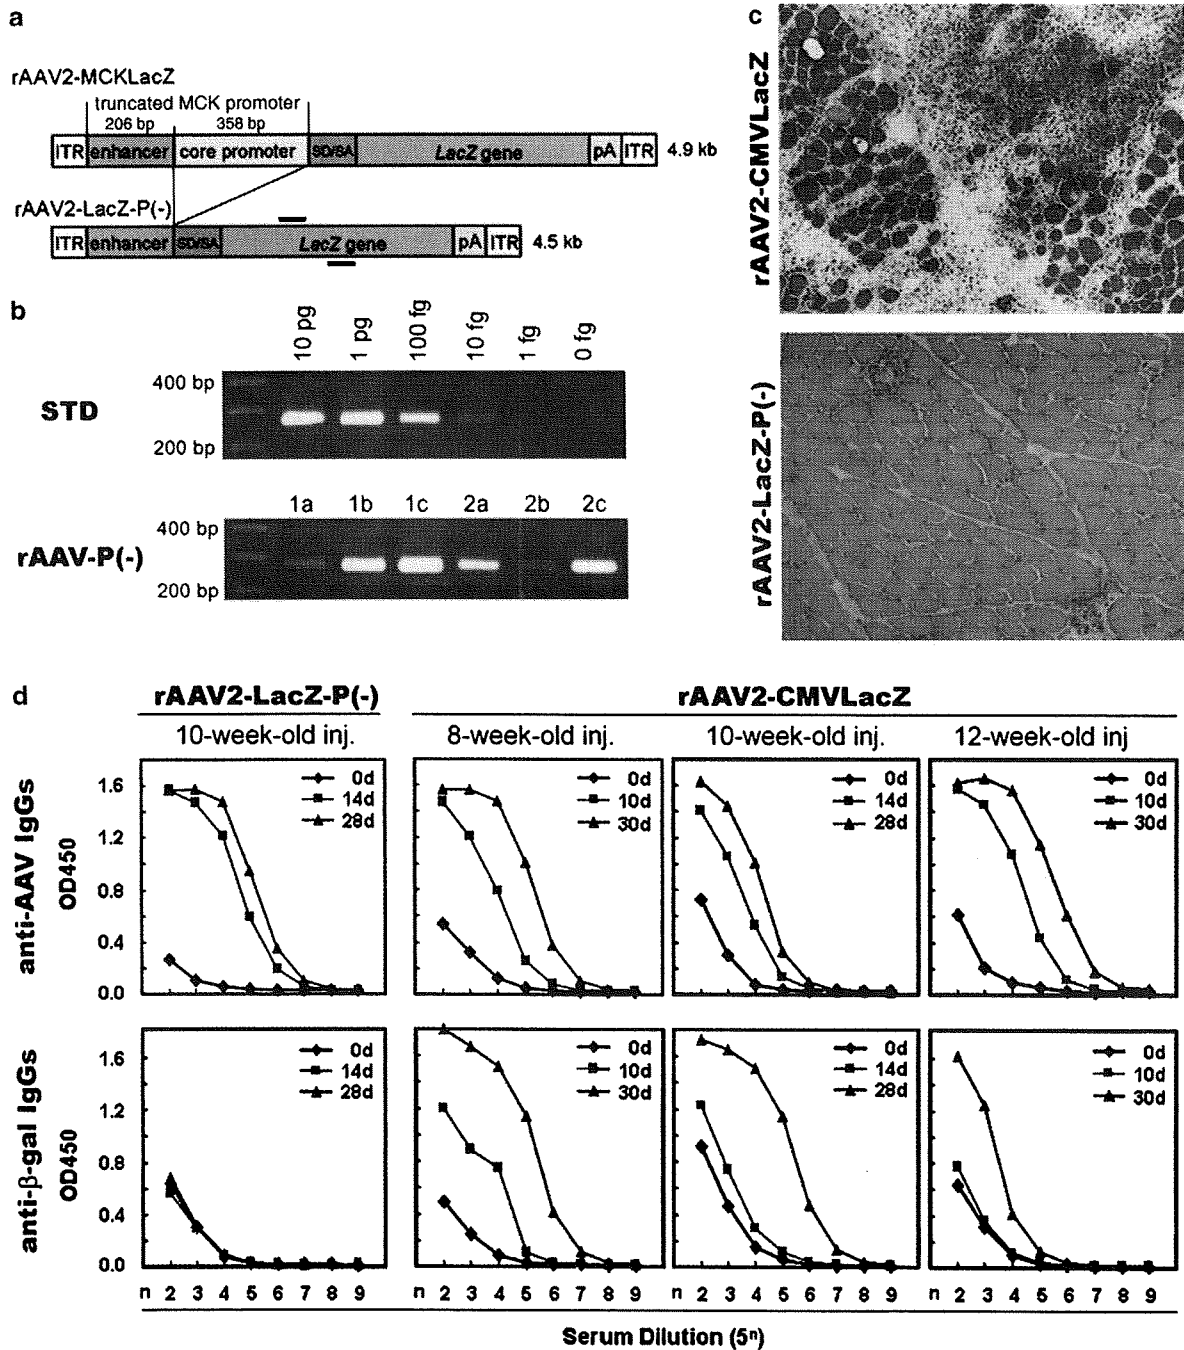 a
rAAV2-MCKLacZ
truncated MCK promoter
206 bp 358 bp
ITR enhancer core promoter SD/SA LacZ gene pA ITR 4.9 kb
rAAV2-LacZ-P(-)
ITR enhancer SD/SA LacZ gene pA ITR 4.5 kb
b
10 pg 1 pg 100 fg 10 fg 1 fg 0 fg
400 bp
STD
200 bp
1a 1b 1c 2a 2b 2c
400 bp
rAAV-P(-)
200 bp
c
rAAV2-CMVLacZ
rAAV2-LacZ-P(-)
d
rAAV2-LacZ-P(-) rAAV2-CMVLacZ
10-week-old inj. 8-week-old inj. 10-week-old inj. 12-week-old inj
anti-AAV IgGs
OD450
1.6
1.2
0.8
0.4
0.0
0d
14d
28d
0d
10d
30d
0d
14d
28d
0d
10d
30d
anti-β-gal IgGs
OD450
1.6
1.2
0.8
0.4
0.0
0d
14d
28d
0d
10d
30d
0d
14d
28d
0d
10d
30d
n 2 3 4 5 6 7 8 9 n 2 3 4 5 6 7 8 9 n 2 3 4 5 6 7 8 9 n 2 3 4 5 6 7 8 9
Serum Dilution (5ⁿ)